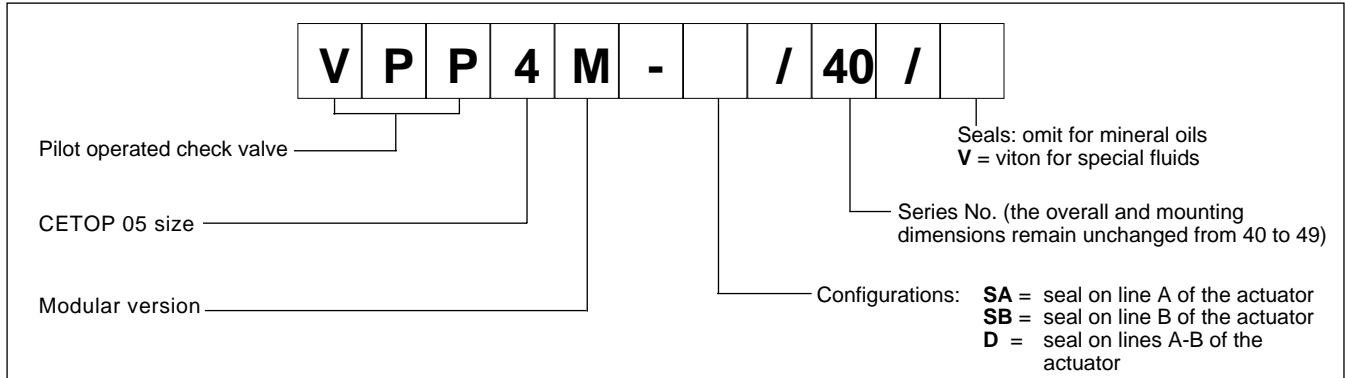 V P P 4 M - / 40 /
Pilot operated check valve
CETOP 05 size
Modular version
Seals: omit for mineral oils
V = viton for special fluids
Series No. (the overall and mounting
dimensions remain unchanged from 40 to 49)
Configurations: SA = seal on line A of the actuator
SB = seal on line B of the actuator
D = seal on lines A-B of the
actuator